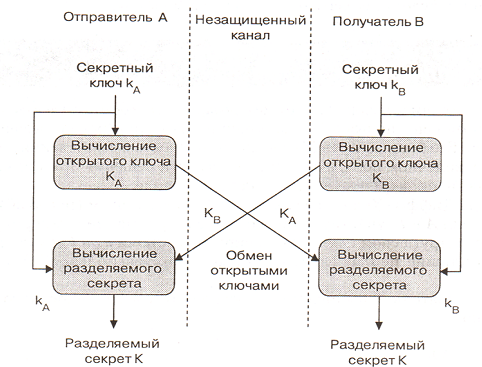 Отправитель А
Незащищенный
канал
Получатель В
Секретный
ключ kA
Секретный
ключ kB
Вычисление
открытого ключа
KA
Вычисление
открытого ключа
KB
KB
KA
Вычисление
разделяемого
секрета
Обмен
открытыми
ключами
Вычисление
разделяемого
секрета
kA
kB
Разделяемый
секрет К
Разделяемый
секрет К